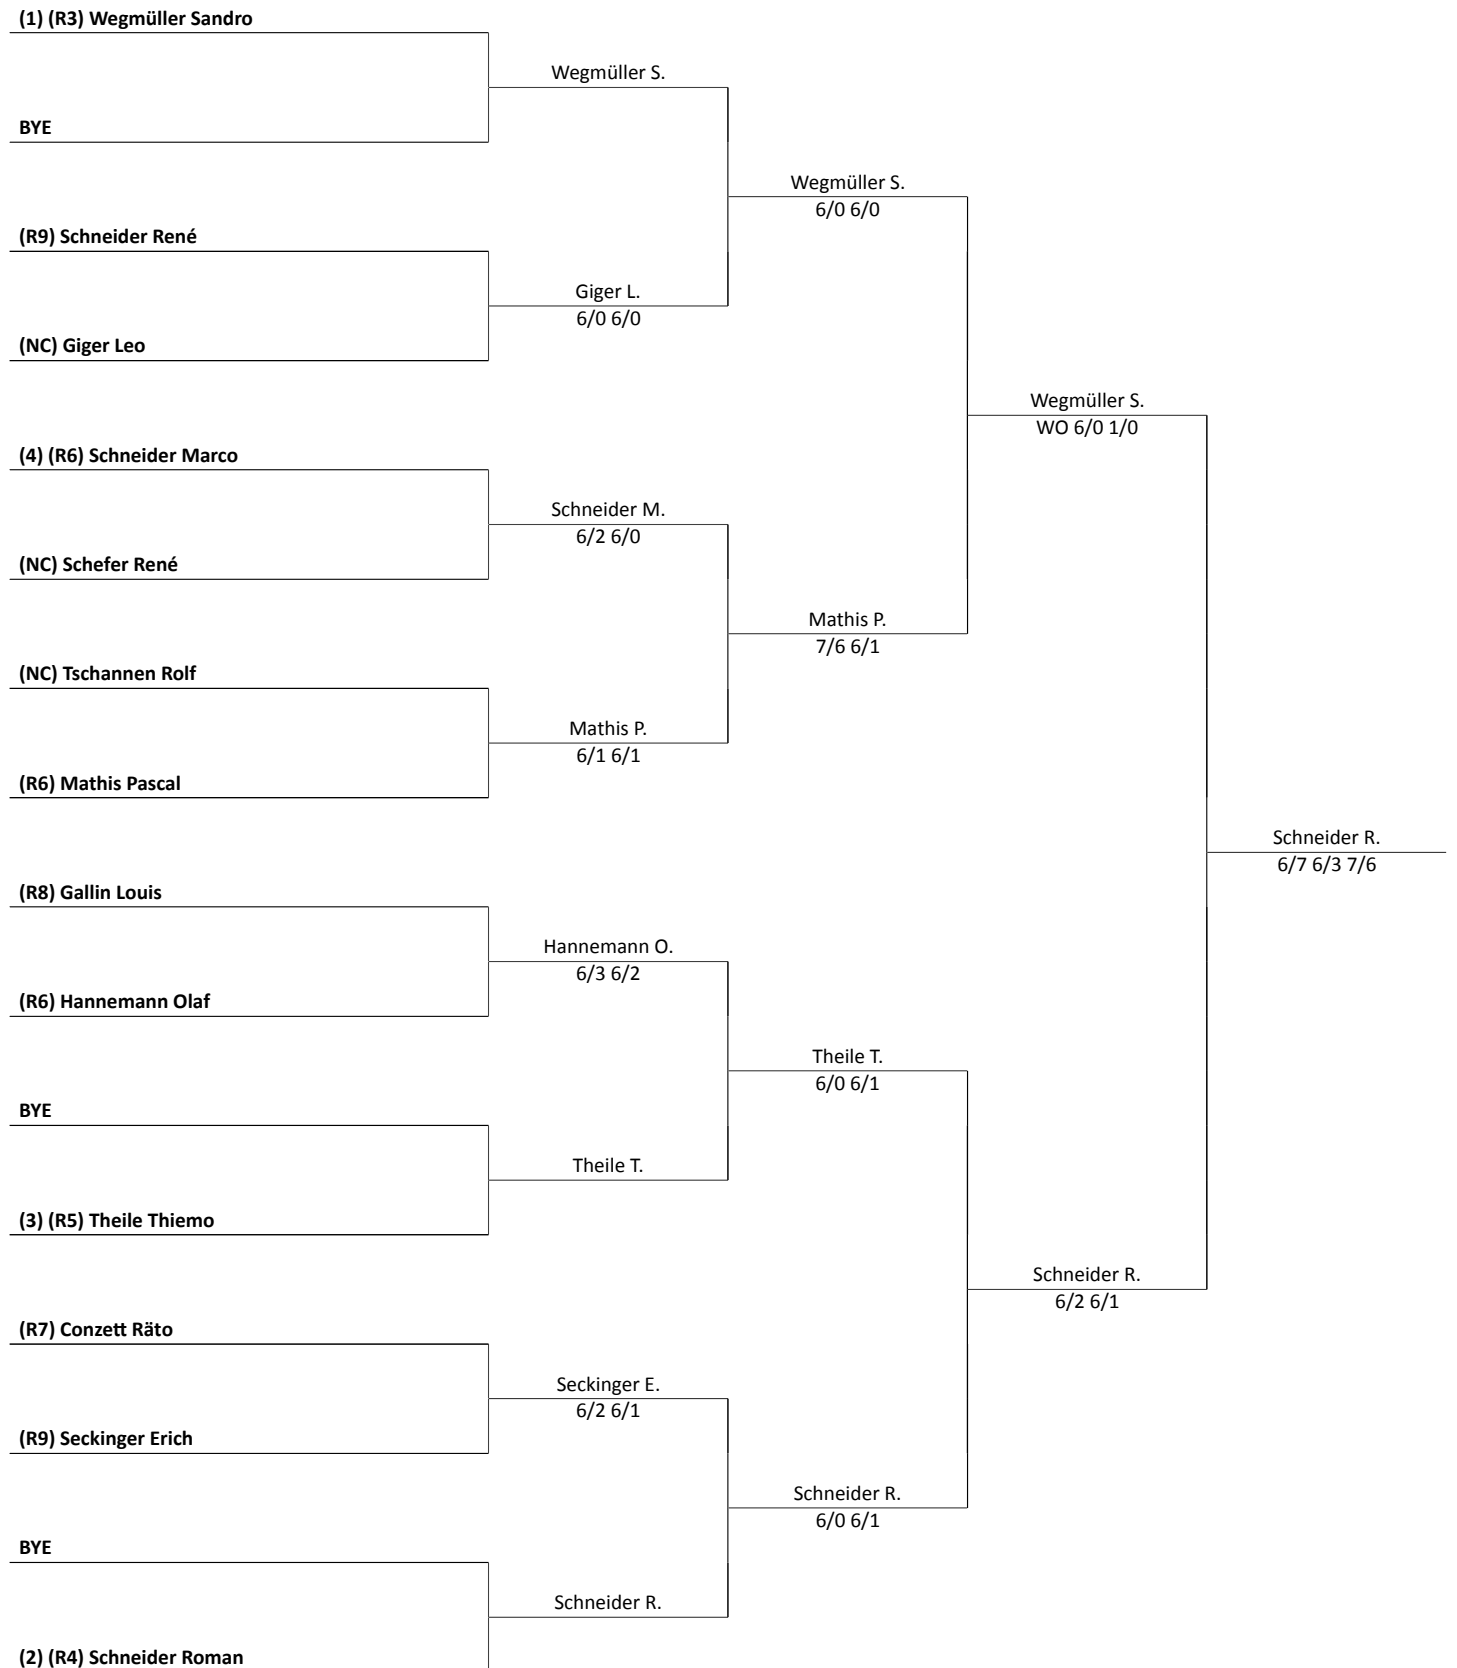 (1) (R3) Wegmüller Sandro
Wegmüller S.
BYE
Wegmüller S.
6/0 6/0
(R9) Schneider René
Giger L.
6/0 6/0
(NC) Giger Leo
Wegmüller S.
WO 6/0 1/0
(4) (R6) Schneider Marco
Schneider M.
6/2 6/0
(NC) Schefer René
Mathis P.
7/6 6/1
(NC) Tschannen Rolf
Mathis P.
6/1 6/1
(R6) Mathis Pascal
Schneider R.
6/7 6/3 7/6
(R8) Gallin Louis
Hannemann O.
6/3 6/2
(R6) Hannemann Olaf
Theile T.
6/0 6/1
BYE
Theile T.
(3) (R5) Theile Thiemo
Schneider R.
6/2 6/1
(R7) Conzett Räto
Seckinger E.
6/2 6/1
(R9) Seckinger Erich
Schneider R.
6/0 6/1
BYE
Schneider R.
(2) (R4) Schneider Roman